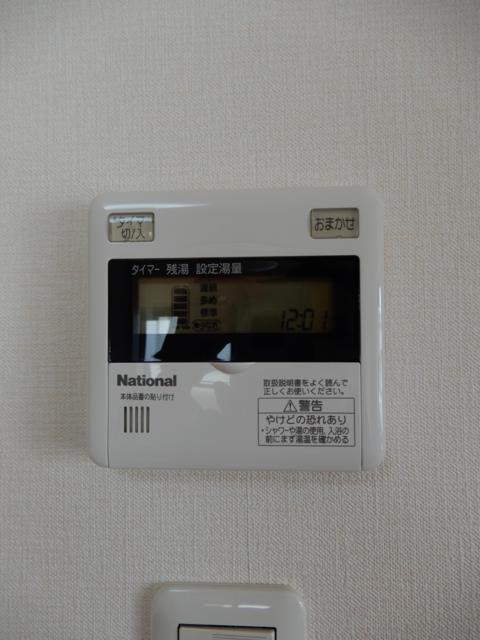 タイマー
切/入
おまかせ
タイマー 残湯 設定湯量
満量
多め
標準
少なめ
12:01
National
本体品番の貼り付け
取扱説明書をよく読んで
正しくお使いください。
警告
やけどの恐れあり
・シャワーや湯の使用、入浴の
前にまず湯温を確かめる